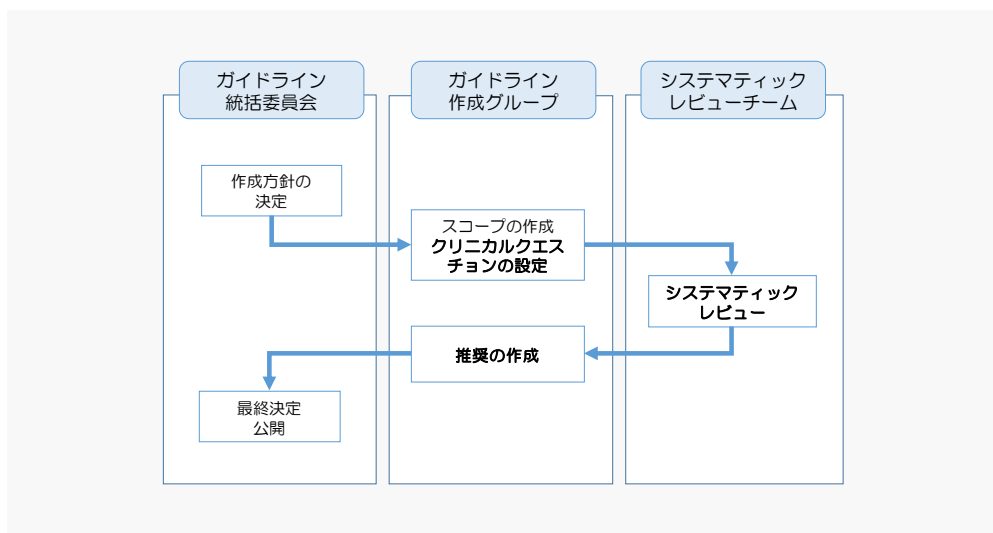 ガイドライン
統括委員会
ガイドライン
作成グループ
システマティック
レビューチーム
作成方針の
決定
スコープの作成
クリニカルクエス
チョンの設定
システマティック
レビュー
推奨の作成
最終決定
公開